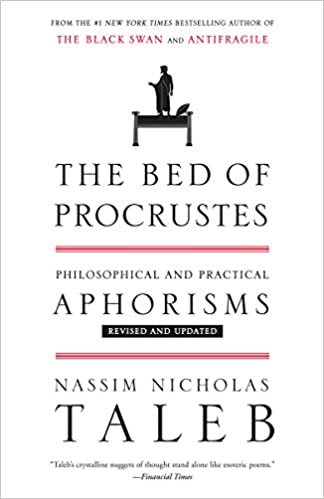 FROM THE #1 NEW YORK TIMES BESTSELLING AUTHOR OF
THE BLACK SWAN AND ANTIFRAGILE
THE BED OF
PROCRUSTES
PHILOSOPHICAL AND PRACTICAL
APHORISMS
REVISED AND UPDATED
NASSIM NICHOLAS
TALEB
"Taleb's crystalline nuggets of thought stand alone like esoteric poems."
—Financial Times